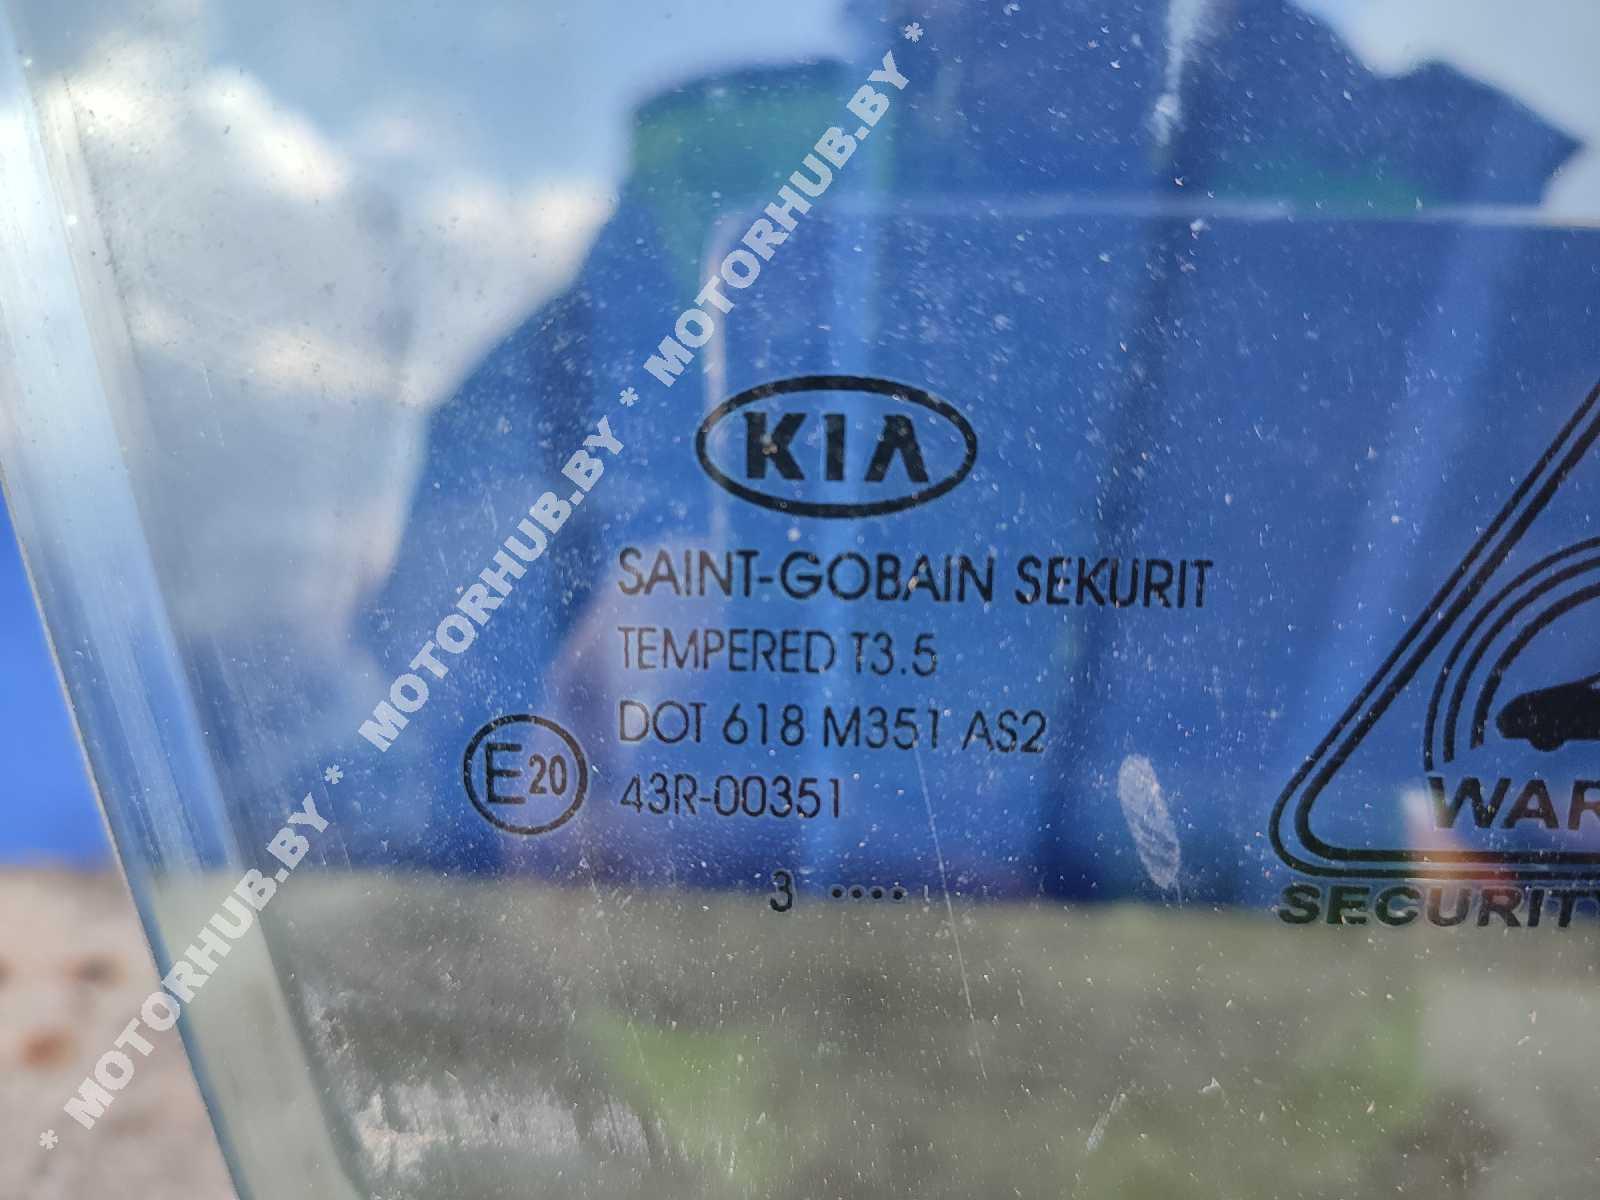 KIA
SAINT-GOBAIN SEKURIT
TEMPERED T3.5
DOT 618 M351 AS2
E20
43R-00351
3 ····
WAR
SECURITY
* MOTORHUB.BY * MOTORHUB.BY * MOTORHUB.BY *